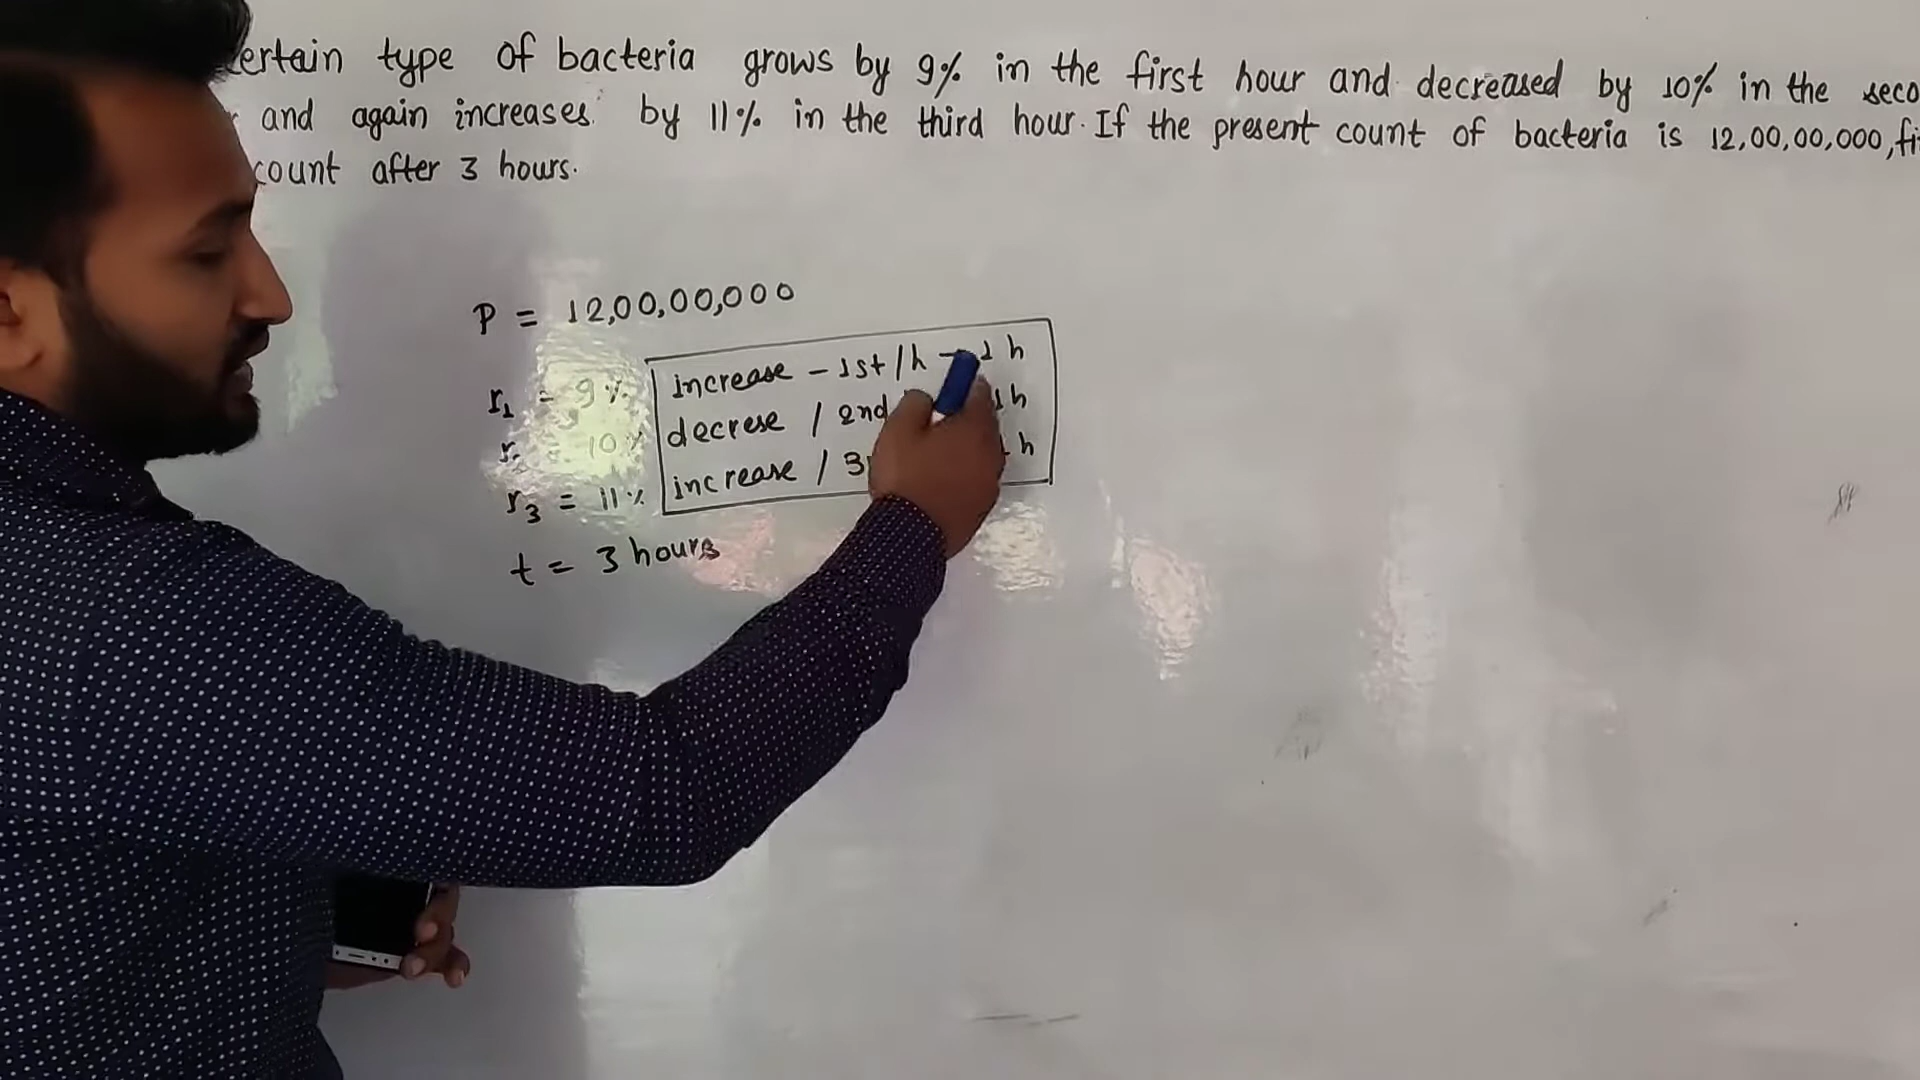 ertain type of bacteria grows by 9% in the first hour and decreased by 10% in the seco
and again increases by 11% in the third hour. If the present count of bacteria is 12,00,00,000, fi
count after 3 hours.
P = 12,00,00,000
r1 = 9% increase - 1st/h - 1 h
r = 10% decrese / 2nd 1h
r3 = 11% increase / 3 1 h
t = 3 hours